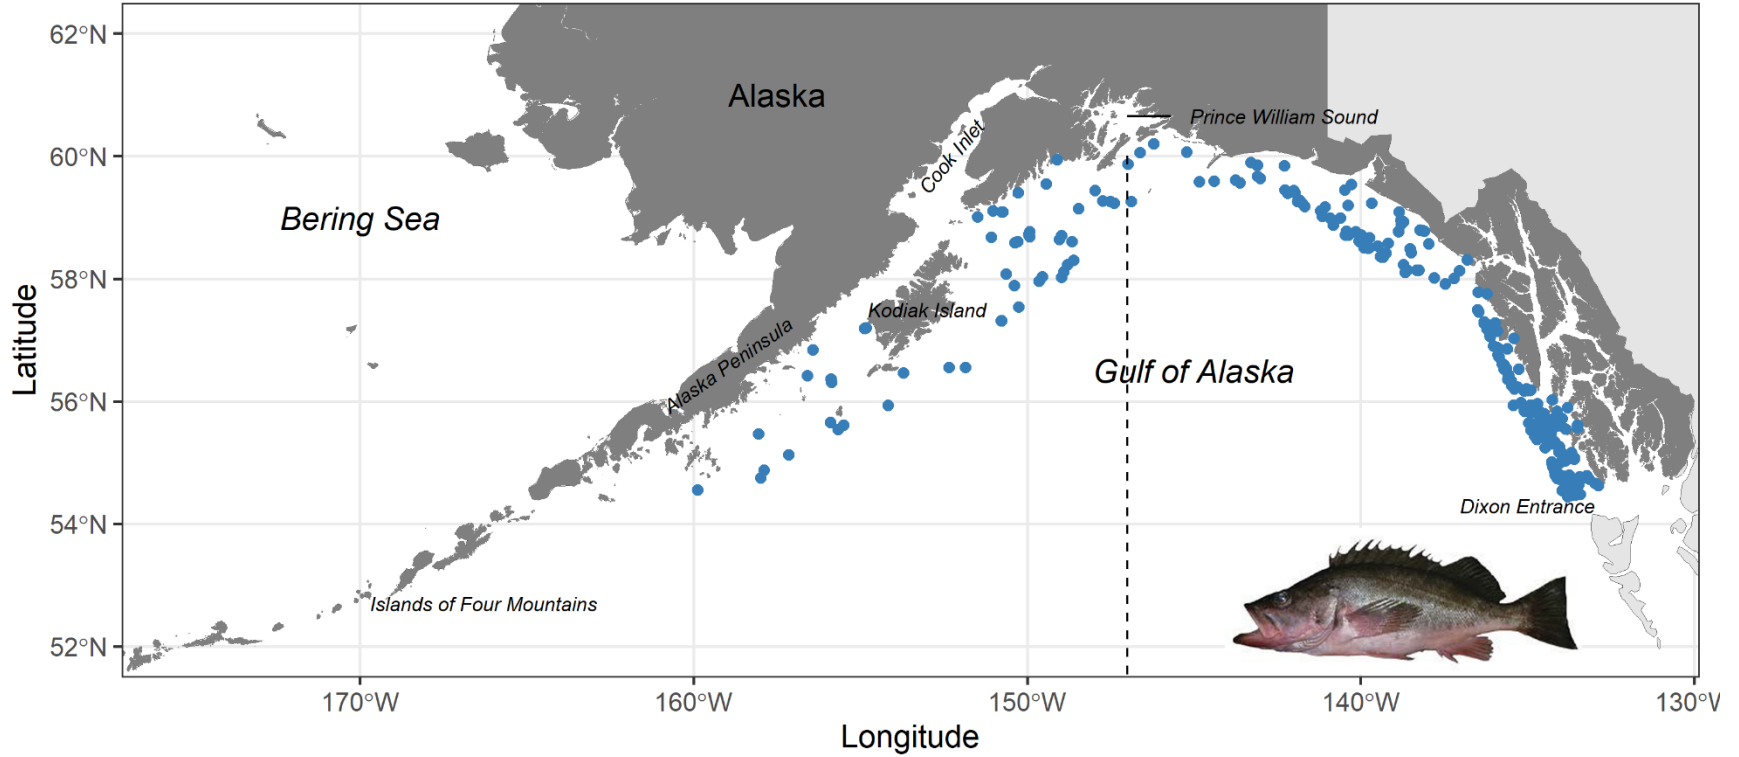 62°N
60°N
58°N
56°N
54°N
52°N
Latitude
Alaska
Prince William Sound
Cook Inlet
Bering Sea
Kodiak Island
Alaska Peninsula
Gulf of Alaska
Dixon Entrance
Islands of Four Mountains
170°W
160°W
150°W
140°W
130°W
Longitude